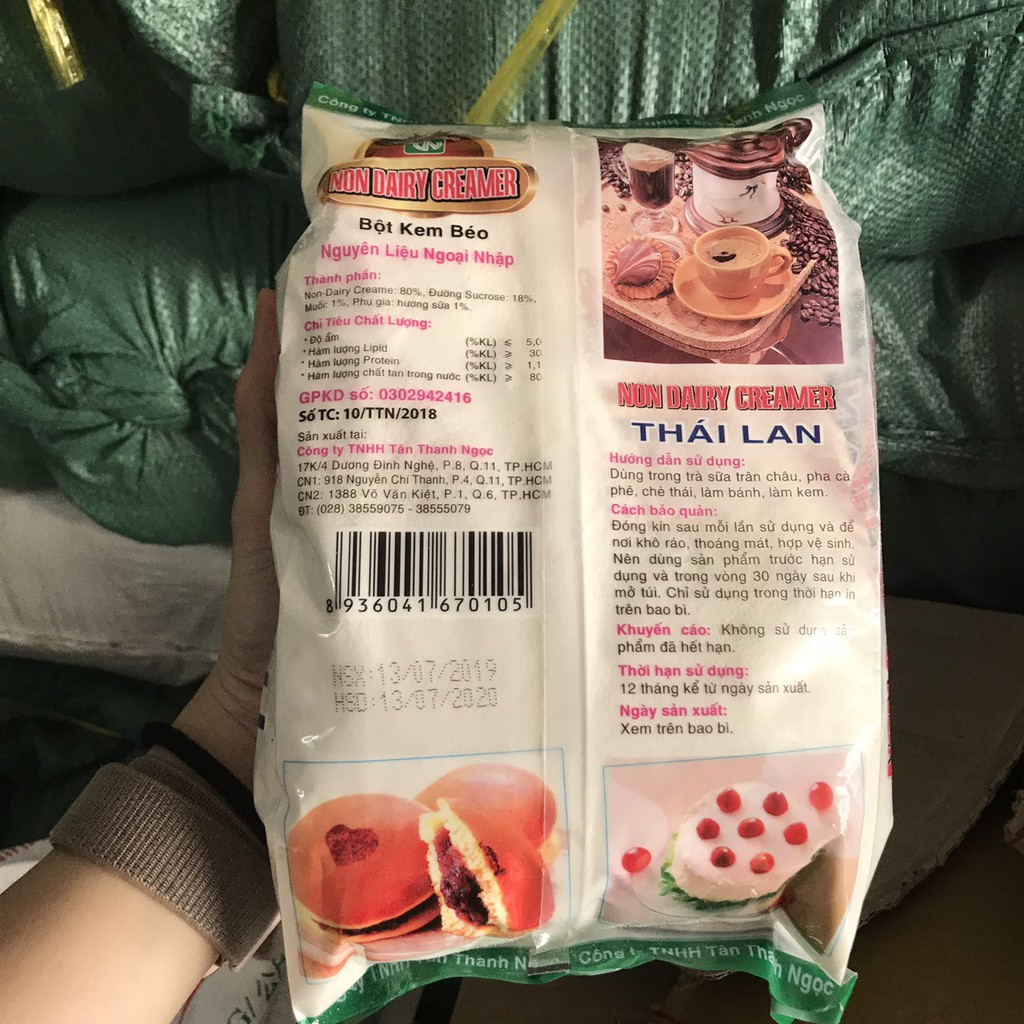 Công ty TNHH Tân Thanh Ngọc
NON DAIRY CREAMER
Bột Kem Béo
Nguyên Liệu Ngoại Nhập
Thành phần:
Non-Dairy Creame: 80%, Đường Sucrose: 18%,
Muối: 1%, Phụ gia: hương sữa 1%.
Chỉ Tiêu Chất Lượng:
• Độ ẩm (%KL) ≤ 5,0
• Hàm lượng Lipid (%KL) ≥ 30
• Hàm lượng Protein (%KL) ≥ 1,1
• Hàm lượng chất tan trong nước (%KL) ≥ 80
GPKD số: 0302942416
Số TC: 10/TTN/2018
Sản xuất tại:
Công ty TNHH Tân Thanh Ngọc
17K/4 Dương Đình Nghệ, P.8, Q.11, TP.HCM
CN1: 918 Nguyễn Chí Thanh, P.4, Q.11, TP.HCM
CN2: 1388 Võ Văn Kiệt, P.1, Q.6, TP.HCM
ĐT: (028) 38559075 - 38555079
8 936041 670105
NSX:13/07/2019
HSD:13/07/2020
NON DAIRY CREAMER
THÁI LAN
Hướng dẫn sử dụng:
Dùng trong trà sữa trân châu, pha cà
phê, chè thái, làm bánh, làm kem.
Cách bảo quản:
Đóng kín sau mỗi lần sử dụng và để
nơi khô ráo, thoáng mát, hợp vệ sinh.
Nên dùng sản phẩm trước hạn sử
dụng và trong vòng 30 ngày sau khi
mở túi. Chỉ sử dụng trong thời hạn in
trên bao bì.
Khuyến cáo: Không sử dụng sản
phẩm đã hết hạn.
Thời hạn sử dụng:
12 tháng kể từ ngày sản xuất.
Ngày sản xuất:
Xem trên bao bì.
Tân Thanh Công ty TNHH Tân Thanh Ngọc